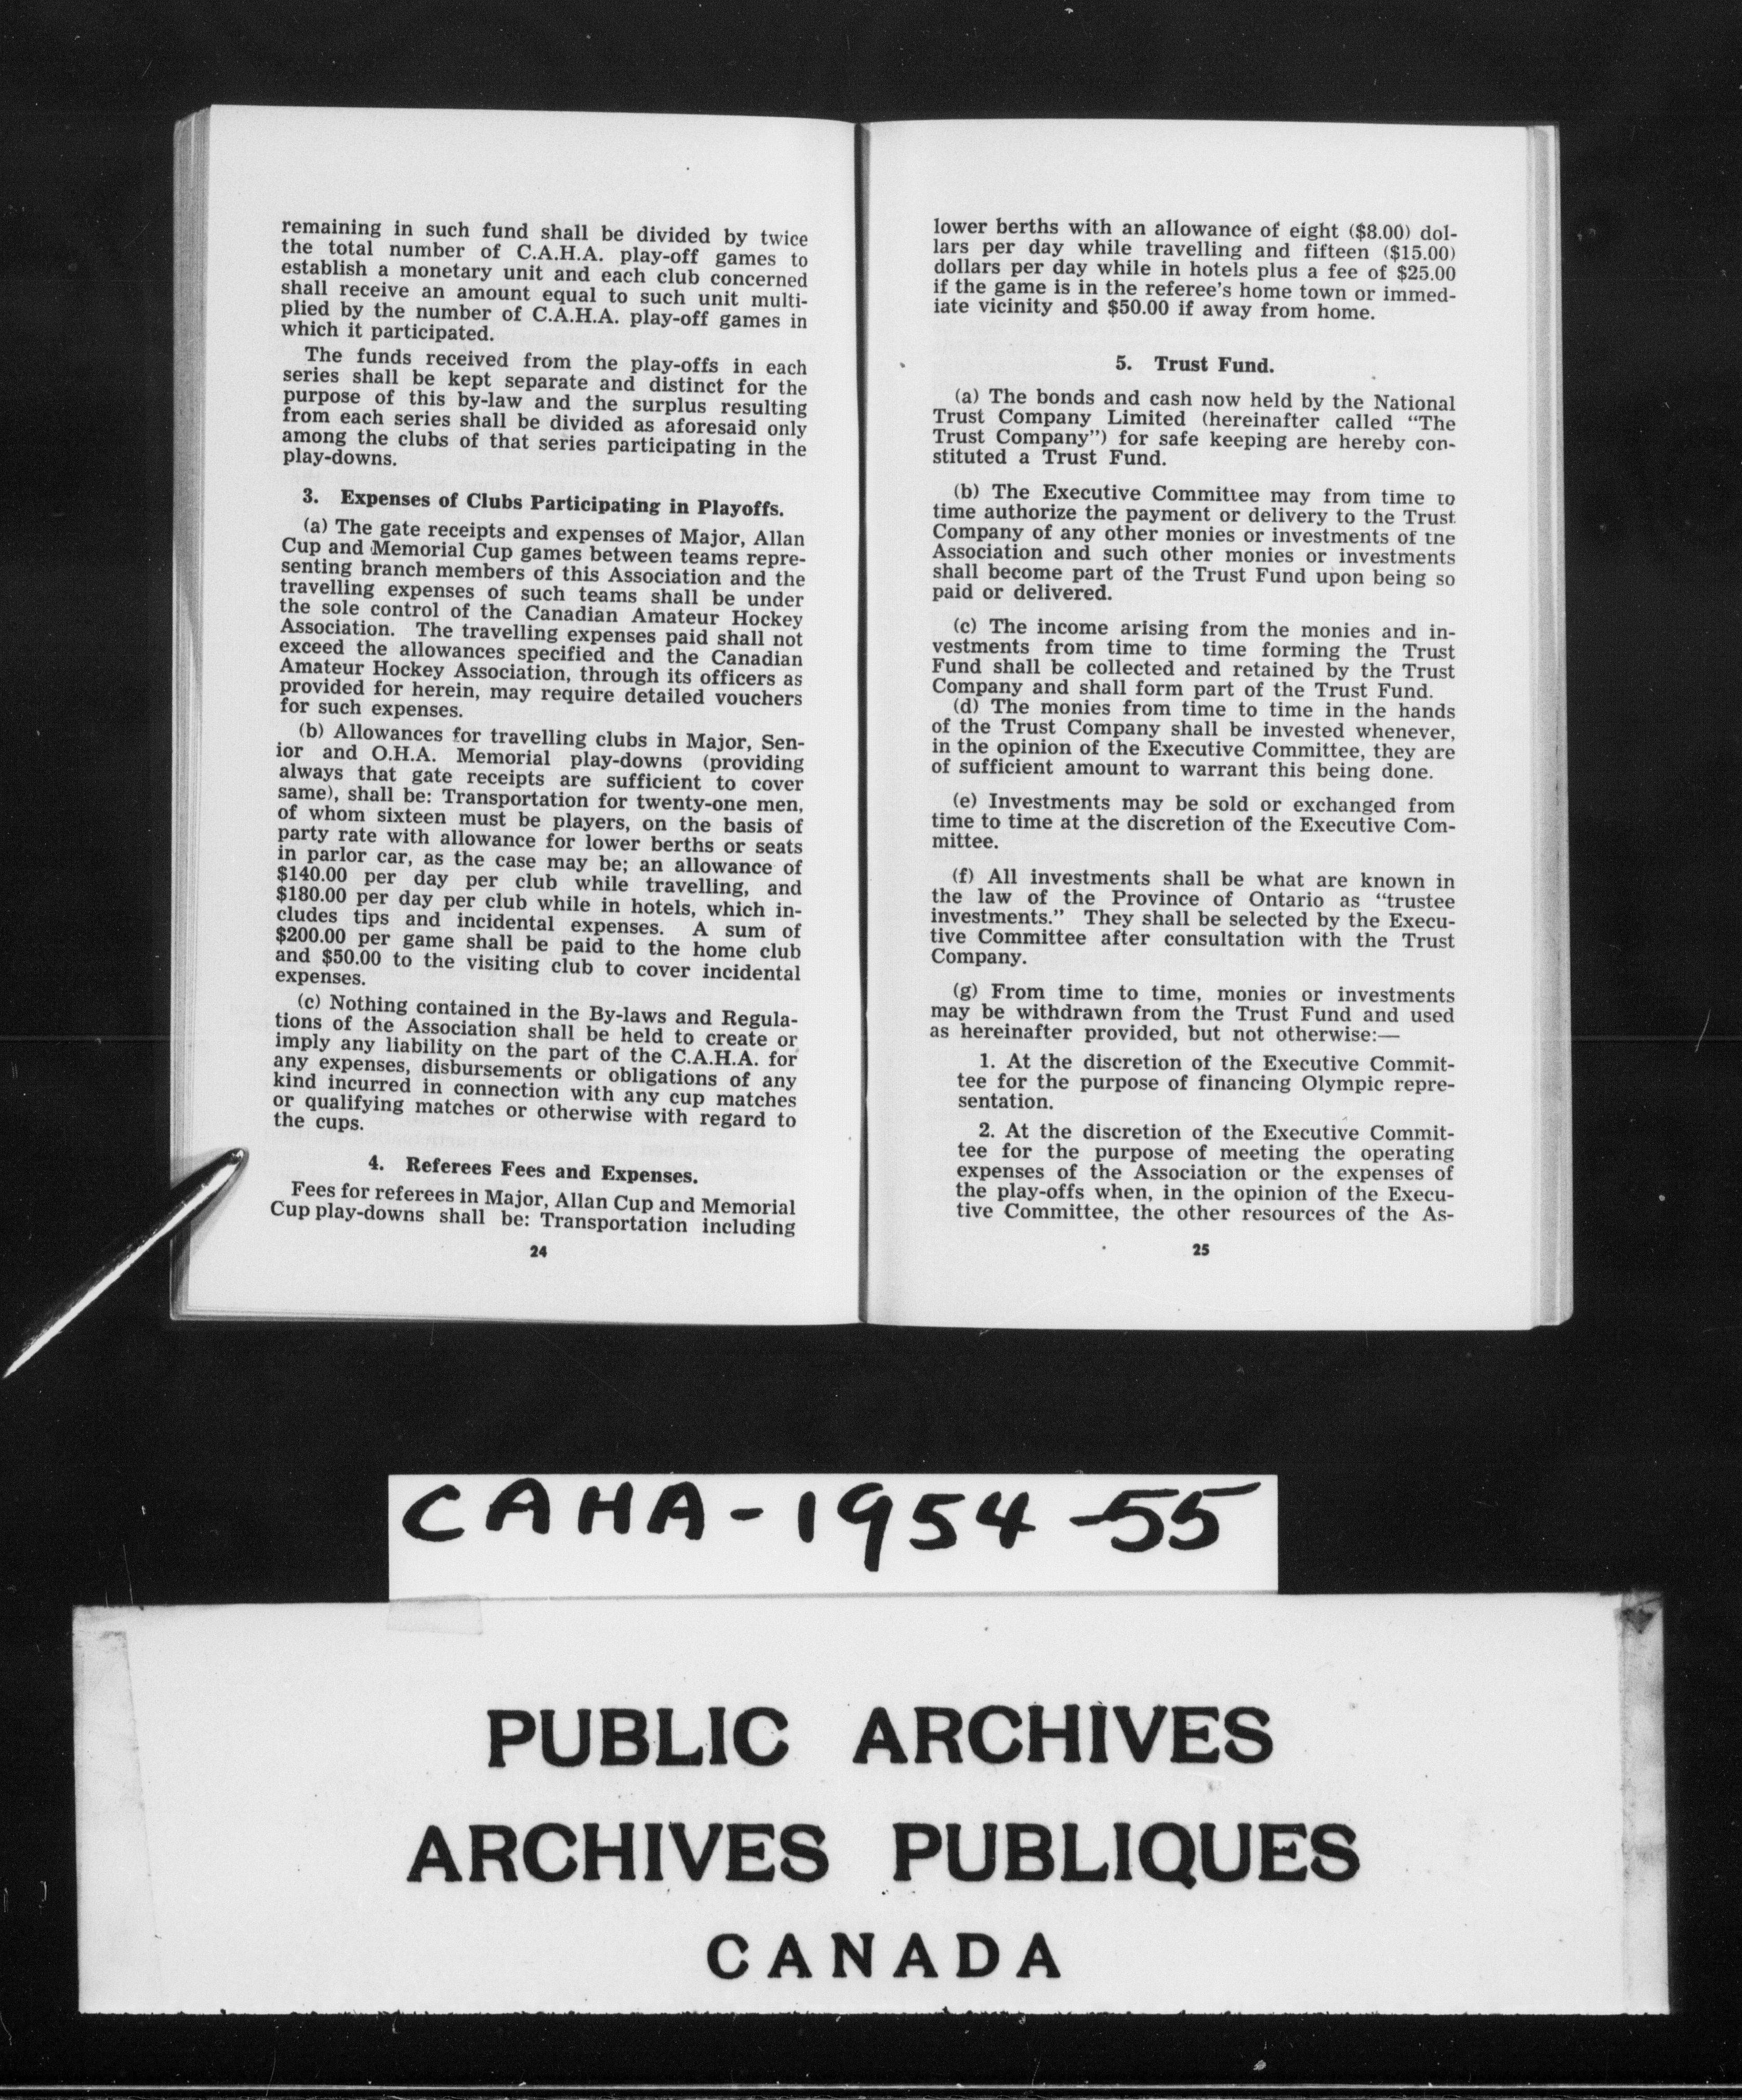 remaining in such fund shall be divided by twice
the total number of C.A.H.A. play-off games to
establish a monetary unit and each club concerned
shall receive an amount equal to such unit multi-
plied by the number of C.A.H.A. play-off games in
which it participated.
The funds received from the play-offs in each
series shall be kept separate and distinct for the
purpose of this by-law and the surplus resulting
from each series shall be divided as aforesaid only
among the clubs of that series participating in the
play-downs.
3. Expenses of Clubs Participating in Playoffs.
(a) The gate receipts and expenses of Major, Allan
Cup and Memorial Cup games between teams repre-
senting branch members of this Association and the
travelling expenses of such teams shall be under
the sole control of the Canadian Amateur Hockey
Association. The travelling expenses paid shall not
exceed the allowances specified and the Canadian
Amateur Hockey Association, through its officers as
provided for herein, may require detailed vouchers
for such expenses.
(b) Allowances for travelling clubs in Major, Sen-
ior and O.H.A. Memorial play-downs (providing
always that gate receipts are sufficient to cover
same), shall be: Transportation for twenty-one men,
of whom sixteen must be players, on the basis of
party rate with allowance for lower berths or seats
in parlor car, as the case may be; an allowance of
$140.00 per day per club while travelling, and
$180.00 per day per club while in hotels, which in-
cludes tips and incidental expenses. A sum of
$200.00 per game shall be paid to the home club
and $50.00 to the visiting club to cover incidental
expenses.
(c) Nothing contained in the By-laws and Regula-
tions of the Association shall be held to create or
imply any liability on the part of the C.A.H.A. for
any expenses, disbursements or obligations of any
kind incurred in connection with any cup matches
or qualifying matches or otherwise with regard to
the cups.
4. Referees Fees and Expenses.
Fees for referees in Major, Allan Cup and Memorial
Cup play-downs shall be: Transportation including
24
lower berths with an allowance of eight ($8.00) dol-
lars per day while travelling and fifteen ($15.00)
dollars per day while in hotels plus a fee of $25.00
if the game is in the referee's home town or immed-
iate vicinity and $50.00 if away from home.
5. Trust Fund.
(a) The bonds and cash now held by the National
Trust Company Limited (hereinafter called "The
Trust Company") for safe keeping are hereby con-
stituted a Trust Fund.
(b) The Executive Committee may from time to
time authorize the payment or delivery to the Trust
Company of any other monies or investments of the
Association and such other monies or investments
shall become part of the Trust Fund upon being so
paid or delivered.
(c) The income arising from the monies and in-
vestments from time to time forming the Trust
Fund shall be collected and retained by the Trust
Company and shall form part of the Trust Fund.
(d) The monies from time to time in the hands
of the Trust Company shall be invested whenever,
in the opinion of the Executive Committee, they are
of sufficient amount to warrant this being done.
(e) Investments may be sold or exchanged from
time to time at the discretion of the Executive Com-
mittee.
(f) All investments shall be what are known in
the law of the Province of Ontario as "trustee
investments." They shall be selected by the Execu-
tive Committee after consultation with the Trust
Company.
(g) From time to time, monies or investments
may be withdrawn from the Trust Fund and used
as hereinafter provided, but not otherwise:—
1. At the discretion of the Executive Commit-
tee for the purpose of financing Olympic repre-
sentation.
2. At the discretion of the Executive Commit-
tee for the purpose of meeting the operating
expenses of the Association or the expenses of
the play-offs when, in the opinion of the Execu-
tive Committee, the other resources of the As-
25
CAHA-1954-55
PUBLIC ARCHIVES
ARCHIVES PUBLIQUES
CANADA